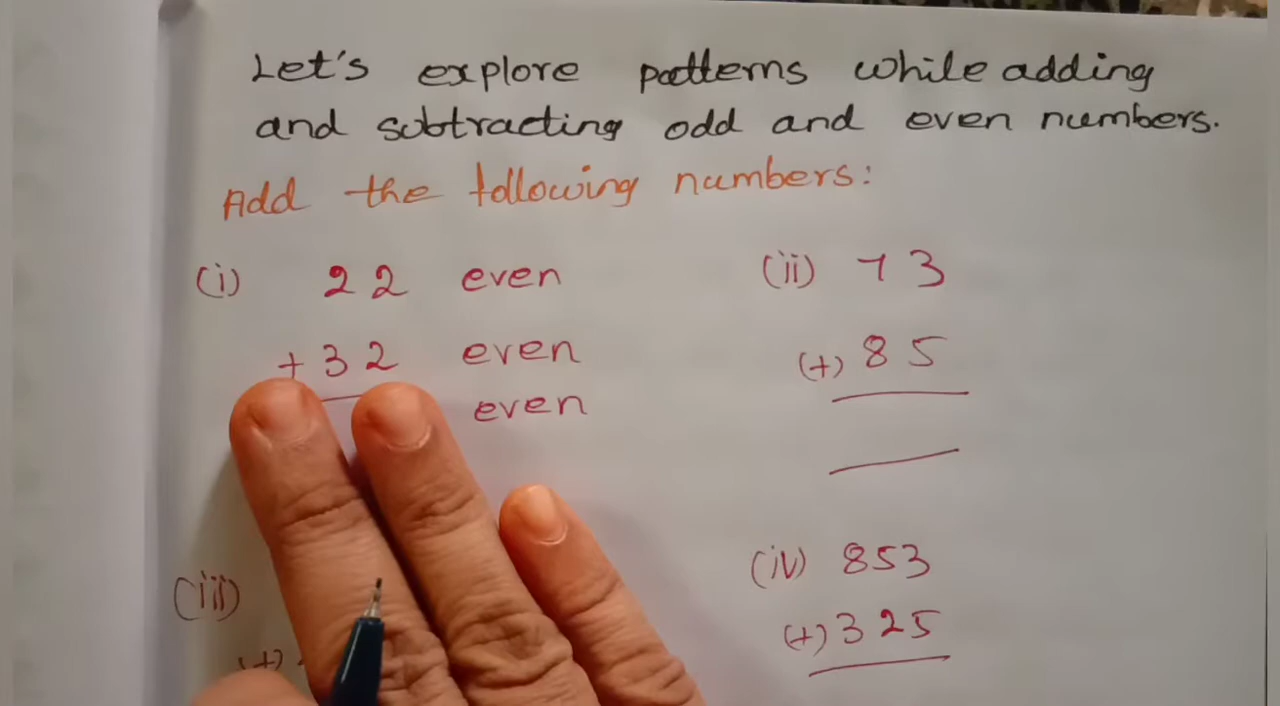 Let's explore patterns while adding
and subtracting odd and even numbers.
Add the following numbers:
(i) 22 even
+ 32 even
even
(ii) 73
(+) 85
(iii)
(+)
(iv) 853
(+) 325